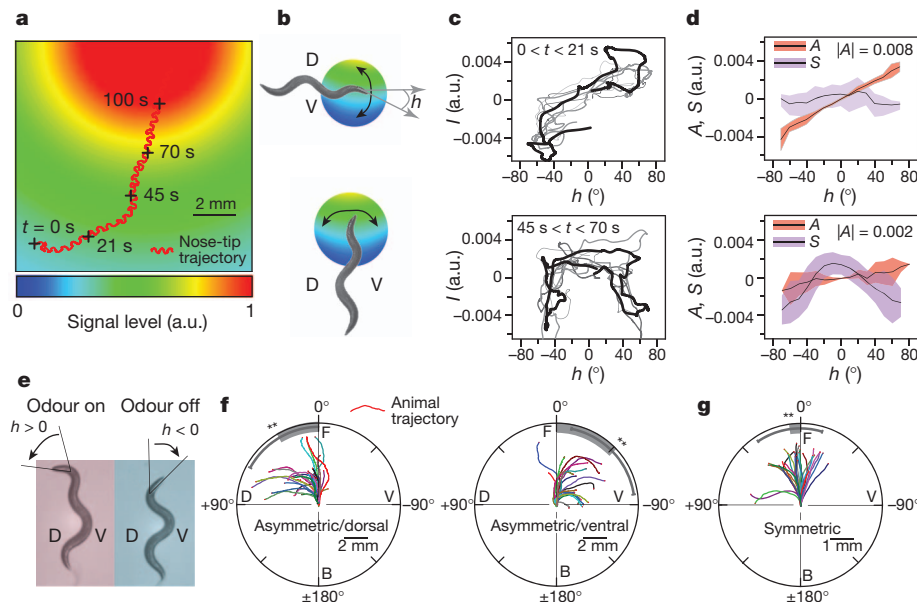 a
100 s
70 s
45 s
2 mm
t = 0 s
21 s
Nose-tip
trajectory
0 1
Signal level (a.u.)
b
D
V
h
D V
c
0 < t < 21 s
0.004
0
−0.004
I (a.u.)
−80 −40 0 40 80
h (°)
45 s < t < 70 s
0.004
0
−0.004
I (a.u.)
−80 −40 0 40 80
h (°)
d
A |A| = 0.008
S
0.004
0
−0.004
A, S (a.u.)
−80 −40 0 40 80
h (°)
A |A| = 0.002
S
0.004
0
−0.004
A, S (a.u.)
−80 −40 0 40 80
h (°)
e
Odour on Odour off
h > 0 h < 0
D V D V
f
Animal
trajectory
0°
**
F
+90° −90°
D V
Asymmetric/dorsal
2 mm
B
±180°
0°
**
F
+90° −90°
D V
Asymmetric/ventral
2 mm
B
±180°
g
0°
**
F
+90° −90°
D V
Symmetric
1 mm
B
±180°